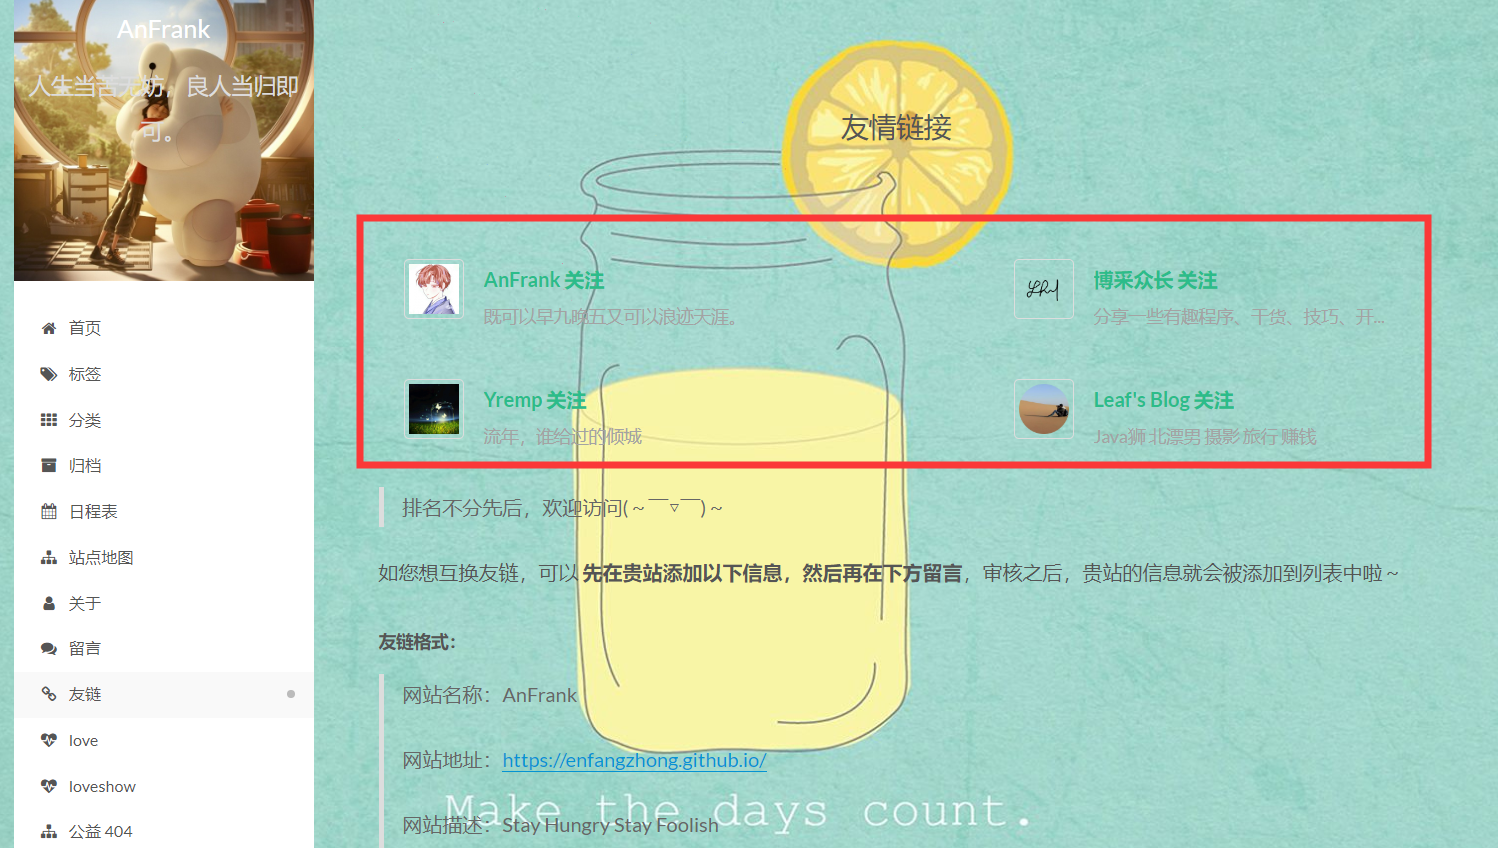 AnFrank
人生当苦无妨，良人当归即
可。
首页
标签
分类
归档
日程表
站点地图
关于
留言
友链
love
loveshow
公益 404
友情链接
AnFrank 关注
既可以早九晚五又可以浪迹天涯。
博采众长 关注
分享一些有趣程序、干货、技巧、开...
Yremp 关注
流年，谁给过的倾城
Leaf's Blog 关注
Java狮 北漂男 摄影 旅行 赚钱
排名不分先后，欢迎访问(～￣▽￣)～
如您想互换友链，可以 先在贵站添加以下信息，然后再在下方留言，审核之后，贵站的信息就会被添加到列表中啦～
友链格式：
网站名称：AnFrank
网站地址：https://enfangzhong.github.io/
网站描述：Stay Hungry Stay Foolish
Make the days count.